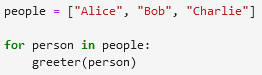 people = ["Alice", "Bob", "Charlie"]

for person in people:
    greeter(person)